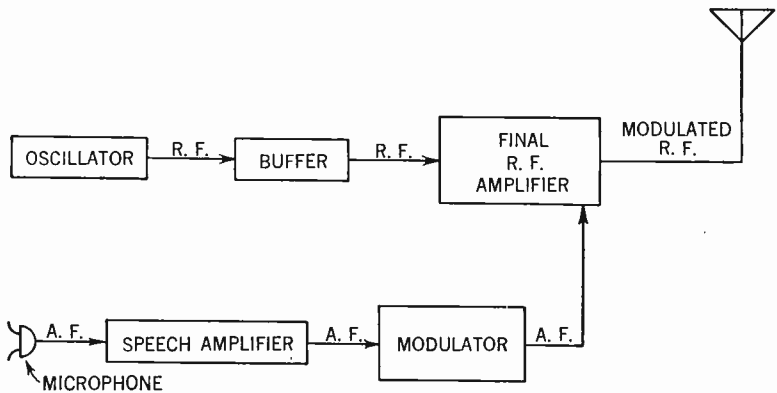 OSCILLATOR
R. F.
BUFFER
R. F.
FINAL
R. F.
AMPLIFIER
MODULATED
R. F.
A. F.
SPEECH AMPLIFIER
A. F.
MODULATOR
A. F.
MICROPHONE